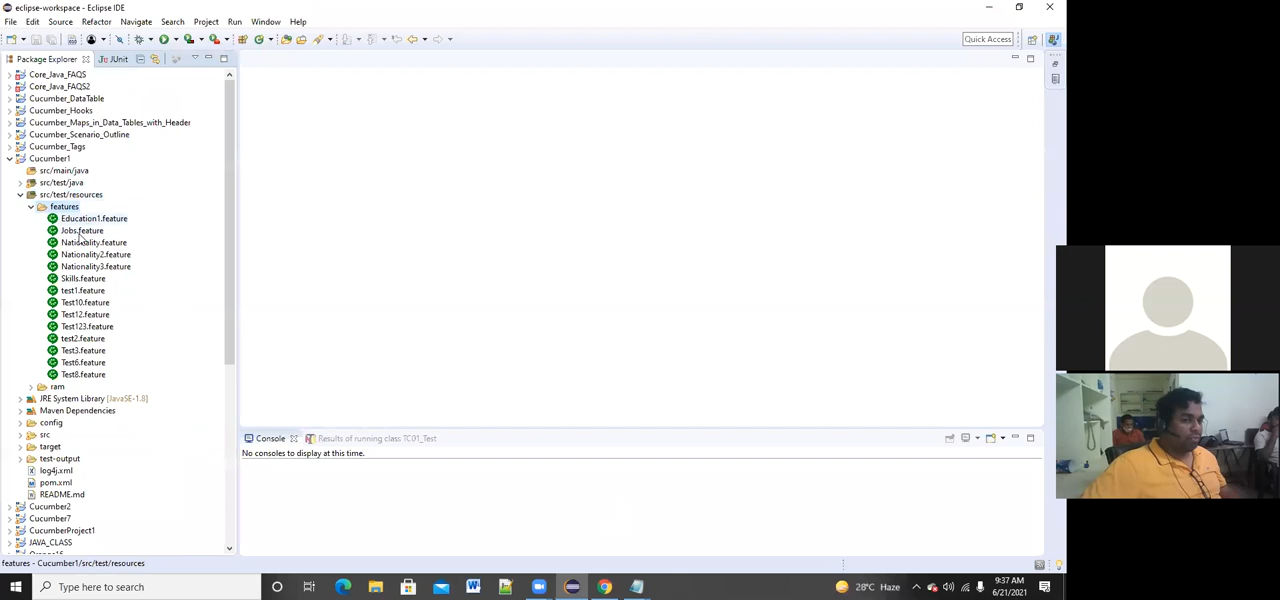 eclipse-workspace - Eclipse IDE
File Edit Source Refactor Navigate Search Project Run Window Help
Quick Access
Package Explorer JUnit
Core_Java_FAQS
Core_Java_FAQS2
Cucumber_DataTable
Cucumber_Hooks
Cucumber_Maps_in_Data_Tables_with_Header
Cucumber_Scenario_Outline
Cucumber_Tags
Cucumber1
src/main/java
src/test/java
src/test/resources
features
Education1.feature
Jobs.feature
Nationality.feature
Nationality2.feature
Nationality3.feature
Skills.feature
test1.feature
Test10.feature
Test12.feature
Test123.feature
test2.feature
Test3.feature
Test6.feature
Test8.feature
ram
JRE System Library [JavaSE-1.8]
Maven Dependencies
config
src
target
test-output
log4j.xml
pom.xml
README.md
Cucumber2
Cucumber7
CucumberProject1
JAVA_CLASS
Console Results of running class TC01_Test
No consoles to display at this time.
features - Cucumber1/src/test/resources
Type here to search
28°C Haze
9:37 AM
6/21/2021